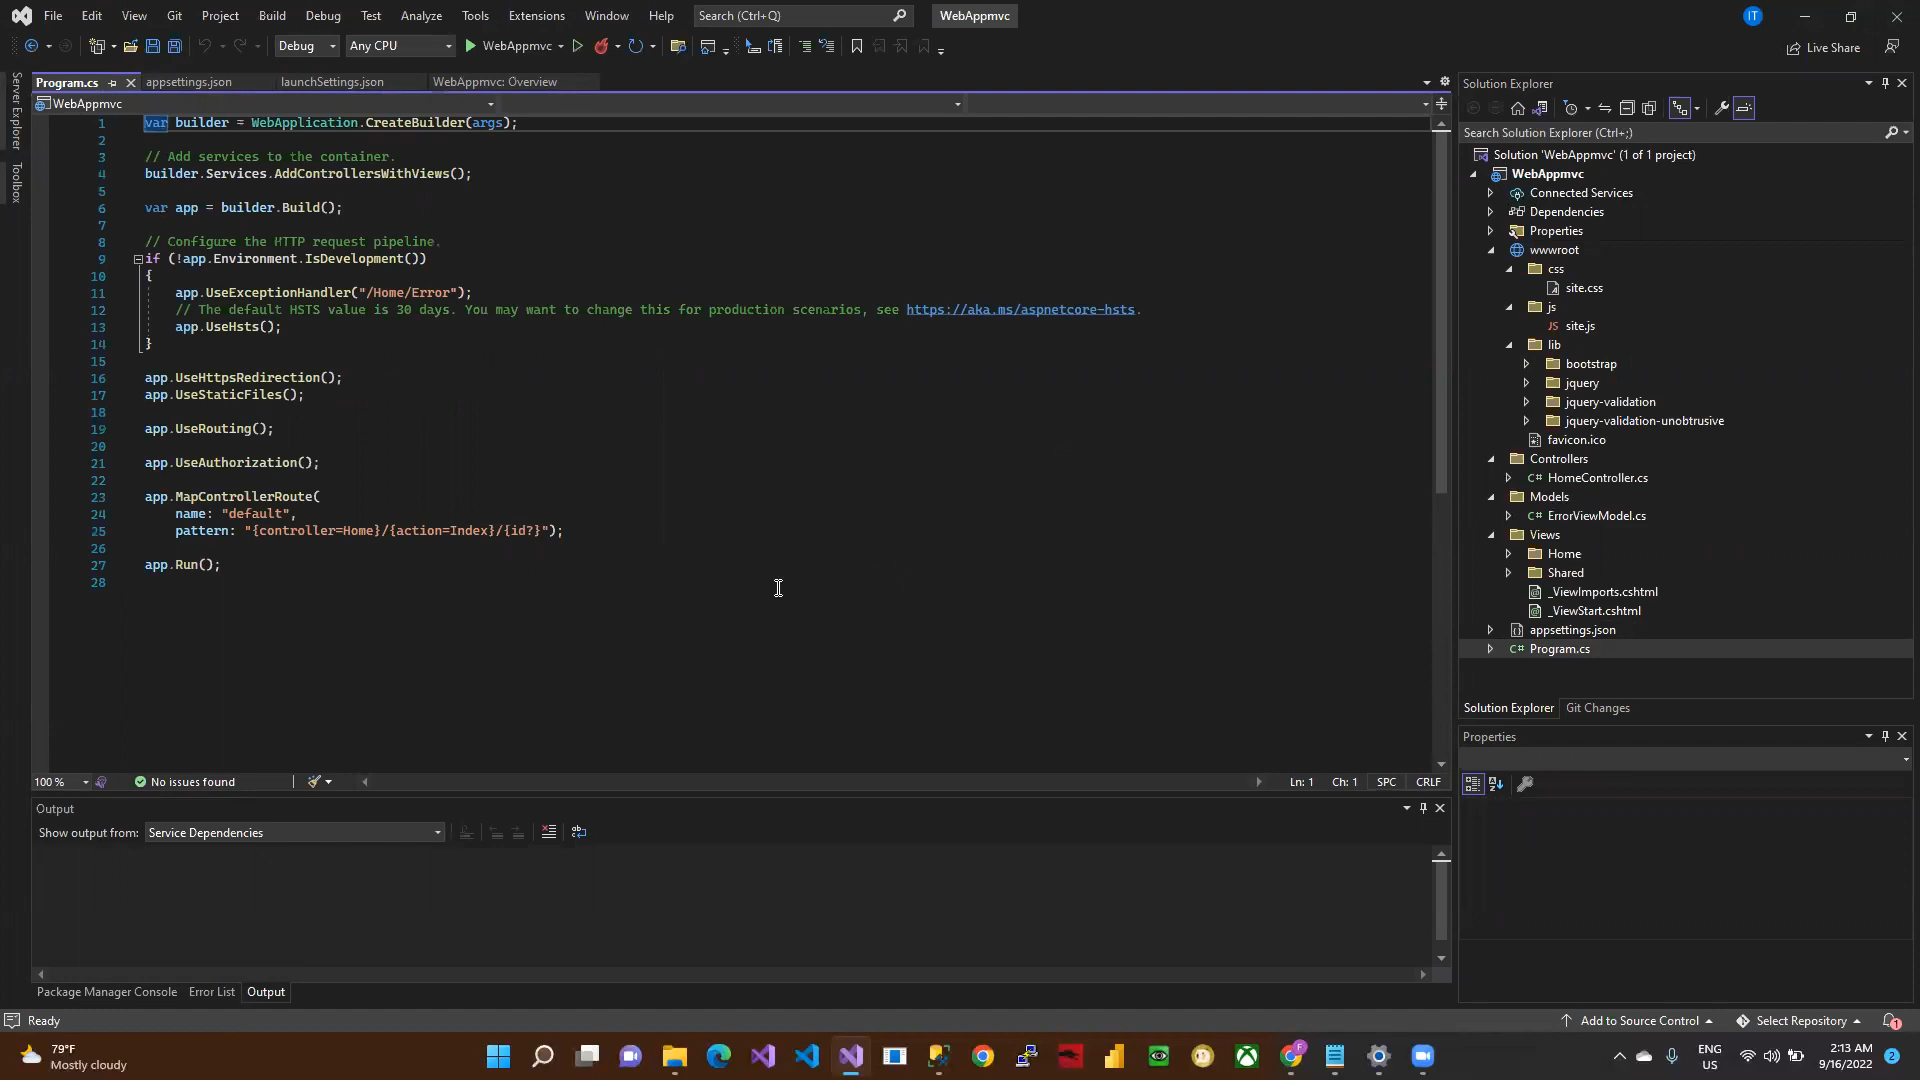 File Edit View Git Project Build Debug Test Analyze Tools Extensions Window Help Search (Ctrl+Q) WebAppmvc IT
Debug Any CPU WebAppmvc Live Share
Server Explorer
Toolbox
Program.cs appsettings.json launchSettings.json WebAppmvc: Overview
WebAppmvc
1 var builder = WebApplication.CreateBuilder(args);
2
3 // Add services to the container.
4 builder.Services.AddControllersWithViews();
5
6 var app = builder.Build();
7
8 // Configure the HTTP request pipeline.
9 if (!app.Environment.IsDevelopment())
10 {
11 app.UseExceptionHandler("/Home/Error");
12 // The default HSTS value is 30 days. You may want to change this for production scenarios, see https://aka.ms/aspnetcore-hsts.
13 app.UseHsts();
14 }
15
16 app.UseHttpsRedirection();
17 app.UseStaticFiles();
18
19 app.UseRouting();
20
21 app.UseAuthorization();
22
23 app.MapControllerRoute(
24 name: "default",
25 pattern: "{controller=Home}/{action=Index}/{id?}");
26
27 app.Run();
28
100 % No issues found Ln: 1 Ch: 1 SPC CRLF
Output
Show output from: Service Dependencies
Package Manager Console Error List Output
Solution Explorer
Search Solution Explorer (Ctrl+;)
Solution 'WebAppmvc' (1 of 1 project)
WebAppmvc
Connected Services
Dependencies
Properties
wwwroot
css
site.css
js
JS site.js
lib
bootstrap
jquery
jquery-validation
jquery-validation-unobtrusive
favicon.ico
Controllers
C# HomeController.cs
Models
C# ErrorViewModel.cs
Views
Home
Shared
_ViewImports.cshtml
_ViewStart.cshtml
appsettings.json
C# Program.cs
Solution Explorer Git Changes
Properties
Ready Add to Source Control Select Repository 1
79°F
Mostly cloudy
ENG
US
2:13 AM
9/16/2022
2